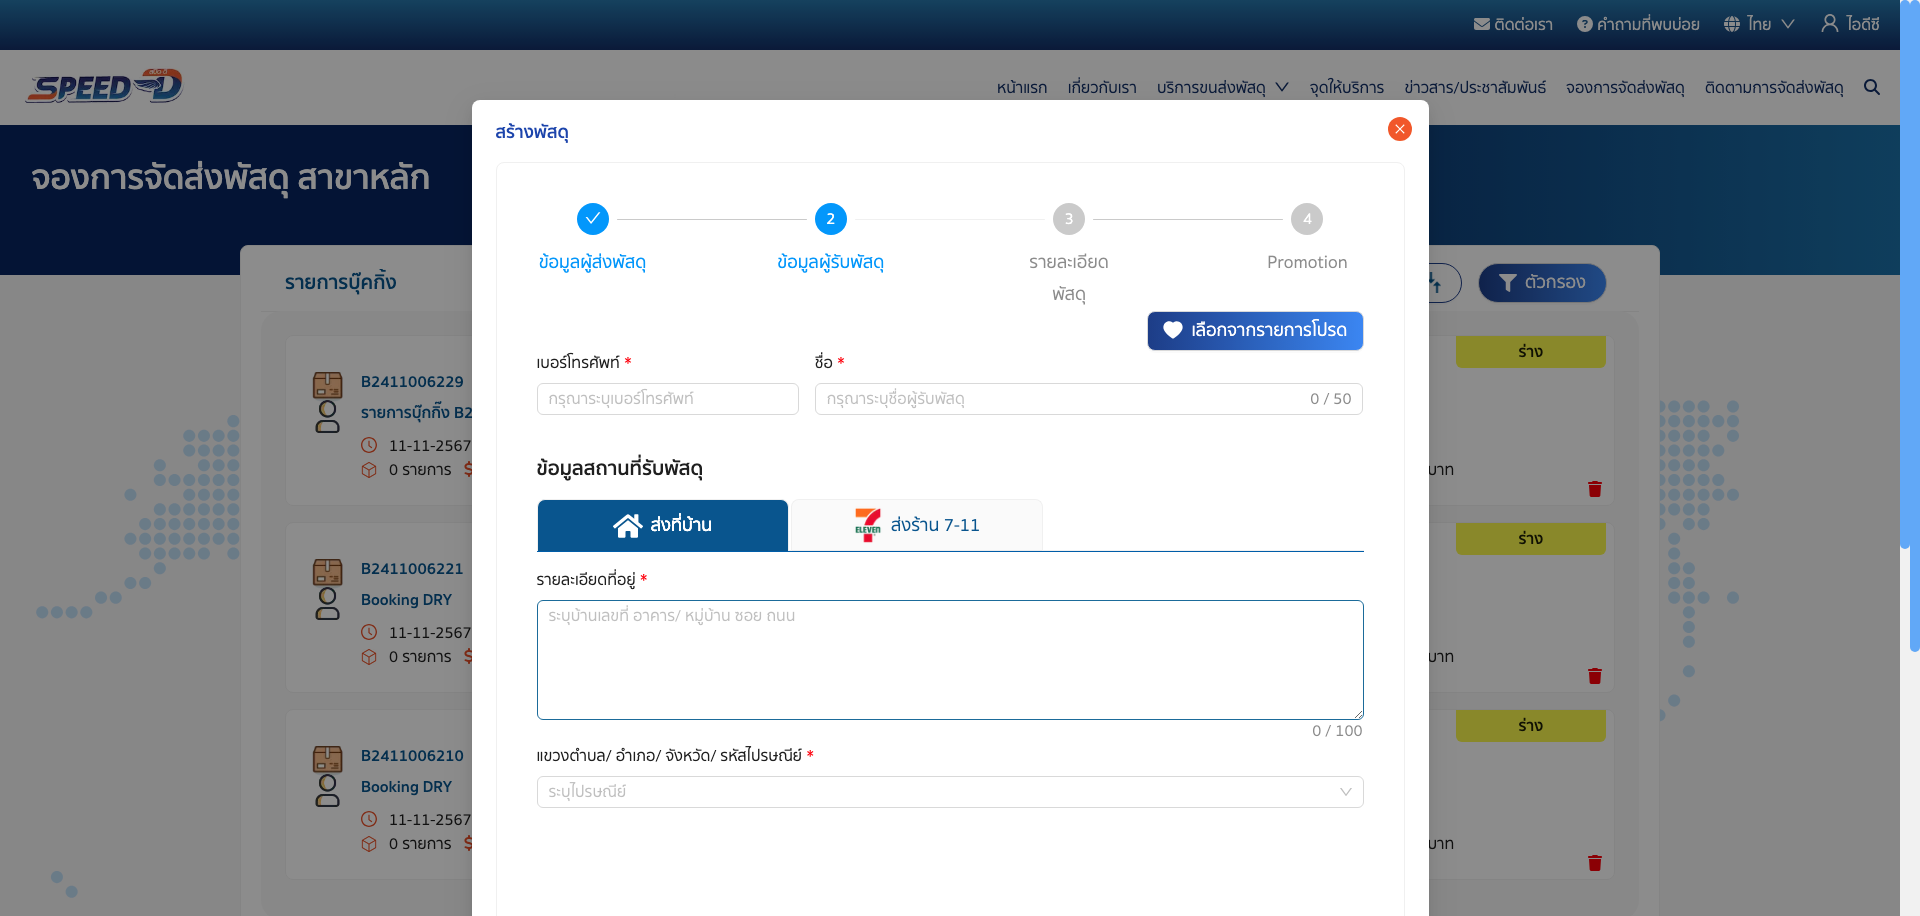 ติดต่อเรา
คำถามที่พบบ่อย
ไทย
ไอดีซี
SPEED-D
สปีด-ดี
หน้าแรก
เกี่ยวกับเรา
บริการขนส่งพัสดุ
จุดให้บริการ
ข่าวสาร/ประชาสัมพันธ์
จองการจัดส่งพัสดุ
ติดตามการจัดส่งพัสดุ
จองการจัดส่งพัสดุ สาขาหลัก
รายการบุ๊คกิ้ง
ตัวกรอง
B2411006229
รายการบุ๊กกิ๊ง B2
11-11-2567
0 รายการ
ร่าง
บาท
B2411006221
Booking DRY
11-11-2567
0 รายการ
ร่าง
บาท
B2411006210
Booking DRY
11-11-2567
0 รายการ
ร่าง
บาท
สร้างพัสดุ
2
3
4
ข้อมูลผู้ส่งพัสดุ
ข้อมูลผู้รับพัสดุ
รายละเอียด
พัสดุ
Promotion
เลือกจากรายการโปรด
เบอร์โทรศัพท์ *
ชื่อ *
กรุณาระบุเบอร์โทรศัพท์
กรุณาระบุชื่อผู้รับพัสดุ
0 / 50
ข้อมูลสถานที่รับพัสดุ
ส่งที่บ้าน
ELEVEN
ส่งร้าน 7-11
รายละเอียดที่อยู่ *
ระบุบ้านเลขที่ อาคาร/ หมู่บ้าน ซอย ถนน
0 / 100
แขวงตำบล/ อำเภอ/ จังหวัด/ รหัสไปรษณีย์ *
ระบุไปรษณีย์